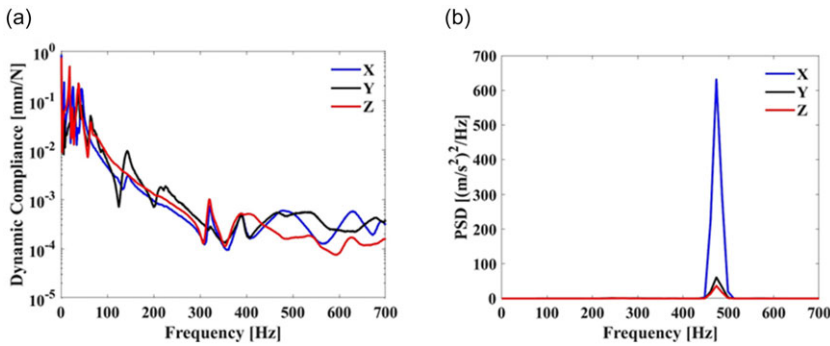 (a)
Dynamic Compliance [mm/N]
10^0
10^-1
10^-2
10^-3
10^-4
10^-5
X
Y
Z
0 100 200 300 400 500 600 700
Frequency [Hz]
(b)
PSD [(m/s^2)^2/Hz]
700
600
500
400
300
200
100
0
X
Y
Z
0 100 200 300 400 500 600 700
Frequency [Hz]